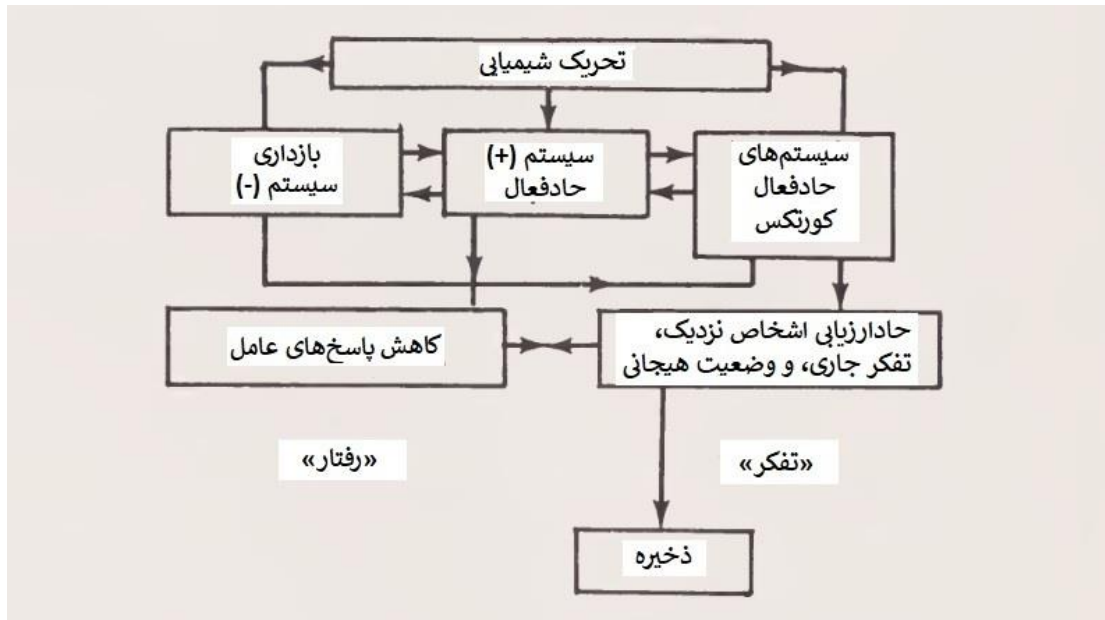 تحریک شیمیایی
بازداری
سیستم (-)
سیستم (+)
حادفعال
سیستم‌های
حادفعال
کورتکس
کاهش پاسخ‌های عامل
حادارزیابی اشخاص نزدیک،
تفکر جاری، و وضعیت هیجانی
«رفتار»
«تفکر»
ذخیره